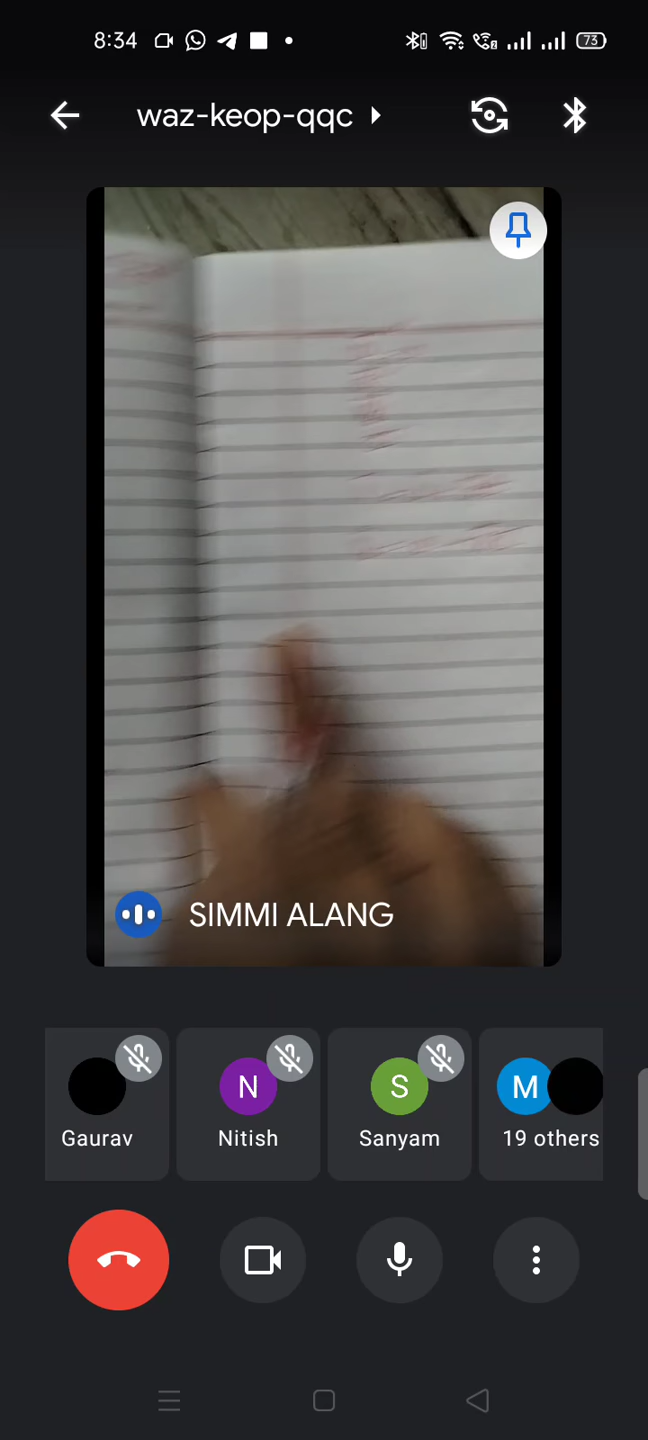 8:34
73
waz-keop-qqc
SIMMI ALANG
Gaurav
N
Nitish
S
Sanyam
M
19 others